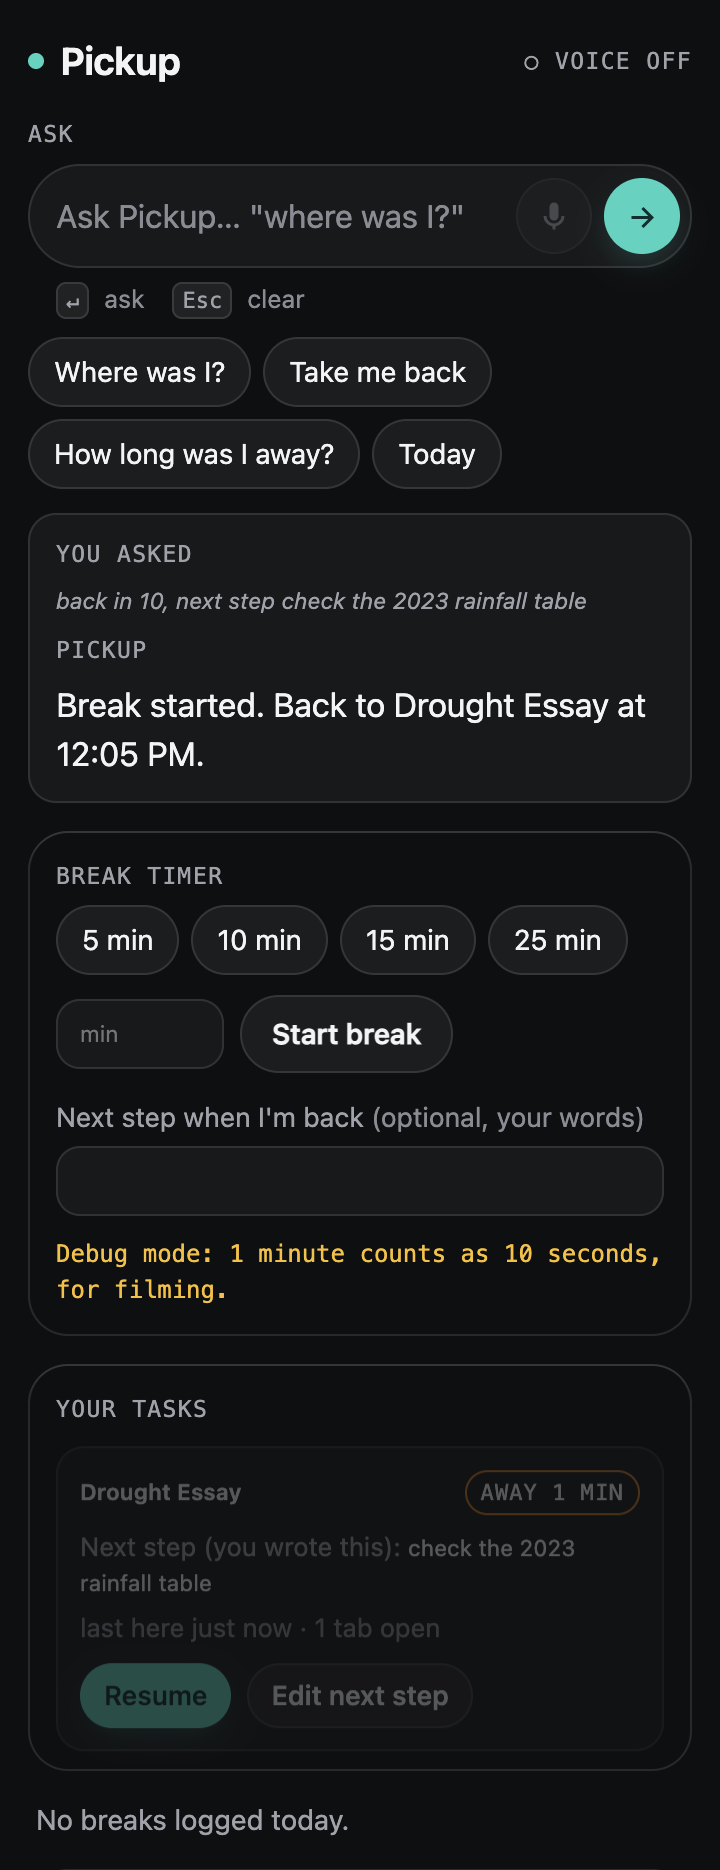 Pickup
VOICE OFF
ASK
Ask Pickup... "where was I?"
↵ ask Esc clear
Where was I? Take me back
How long was I away? Today
YOU ASKED
back in 10, next step check the 2023 rainfall table
PICKUP
Break started. Back to Drought Essay at
12:05 PM.
BREAK TIMER
5 min 10 min 15 min 25 min
min Start break
Next step when I'm back (optional, your words)
Debug mode: 1 minute counts as 10 seconds,
for filming.
YOUR TASKS
Drought Essay AWAY 1 MIN
Next step (you wrote this): check the 2023
rainfall table
last here just now · 1 tab open
Resume Edit next step
No breaks logged today.